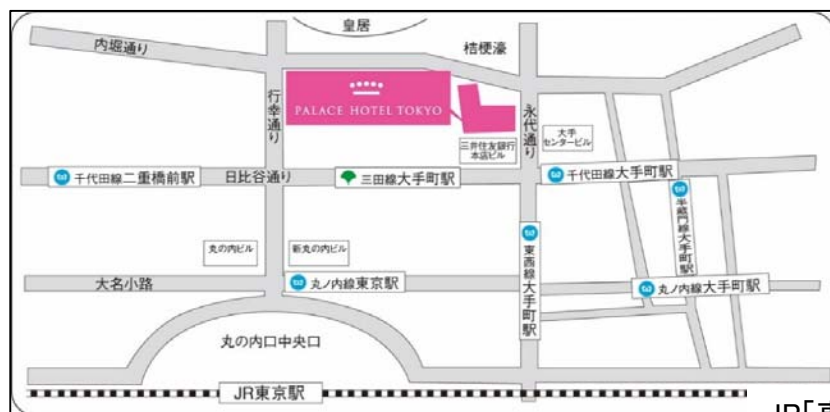 皇居
内堀通り
桔梗濠
行幸通り
PALACE HOTEL TOKYO
永代通り
三井住友銀行
本店ビル
大手
センタービル
千代田線二重橋前駅
日比谷通り
三田線大手町駅
千代田線大手町駅
半蔵門線大手町駅
丸の内ビル
新丸の内ビル
東西線大手町駅
大名小路
丸ノ内線東京駅
丸ノ内線大手町駅
丸の内口中央口
JR東京駅